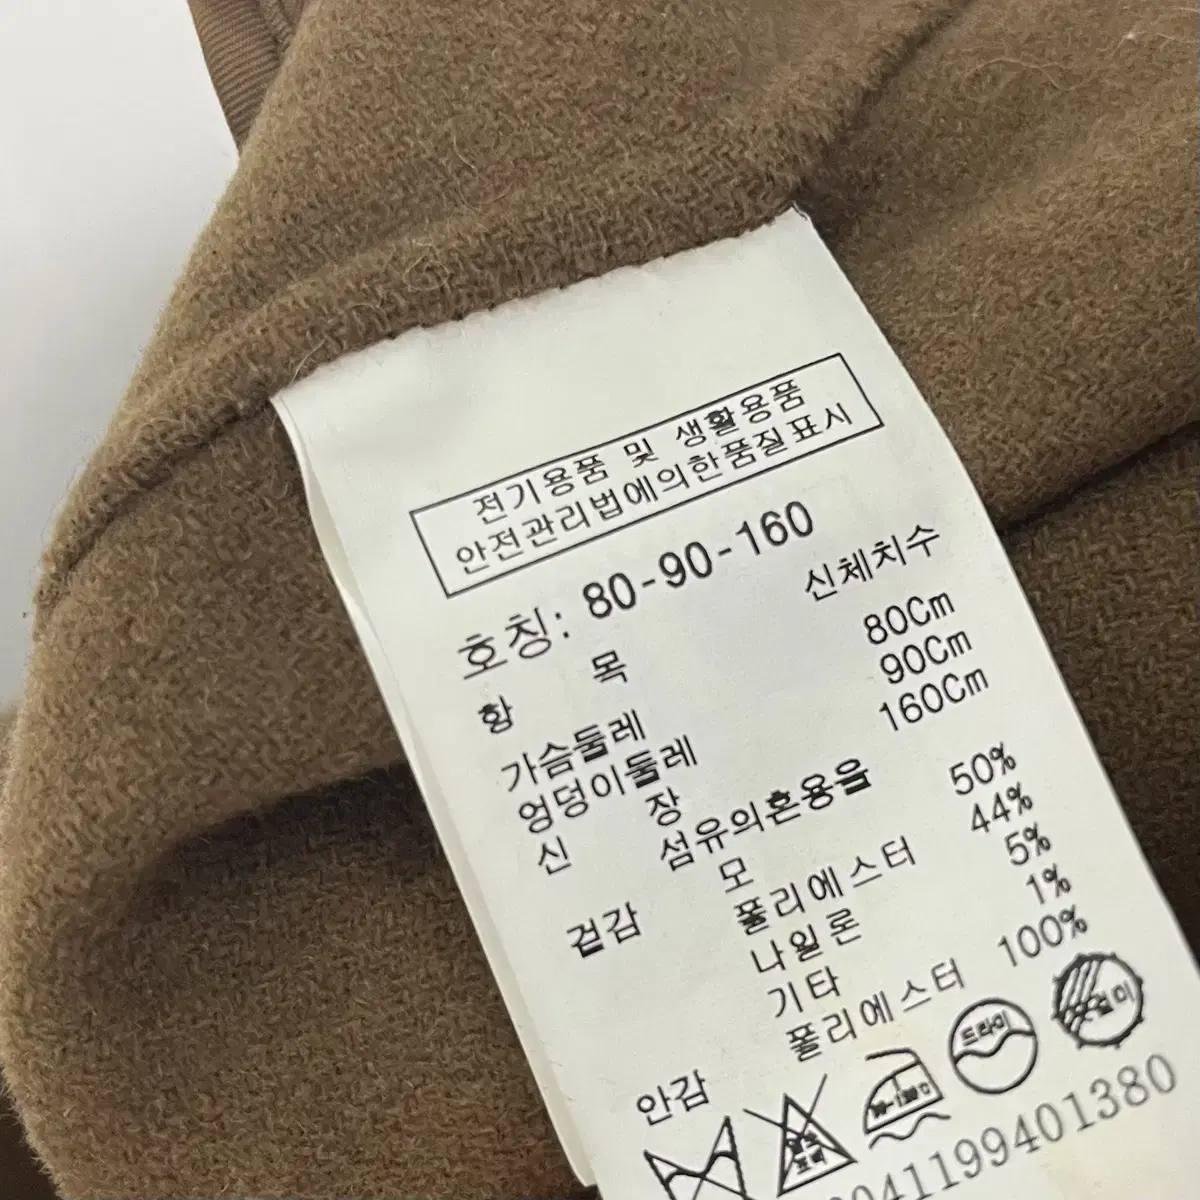 전기용품 및 생활용품
안전관리법에의한품질표시
호칭: 80-90-160
항 목 신체치수
가슴둘레 80Cm
엉덩이둘레 90Cm
신 장 160Cm
섬유의혼용율
겉감 모 50%
폴리에스터 44%
나일론 5%
기타 1%
안감 폴리에스터 100%
드라이
옷걸이
041199401380